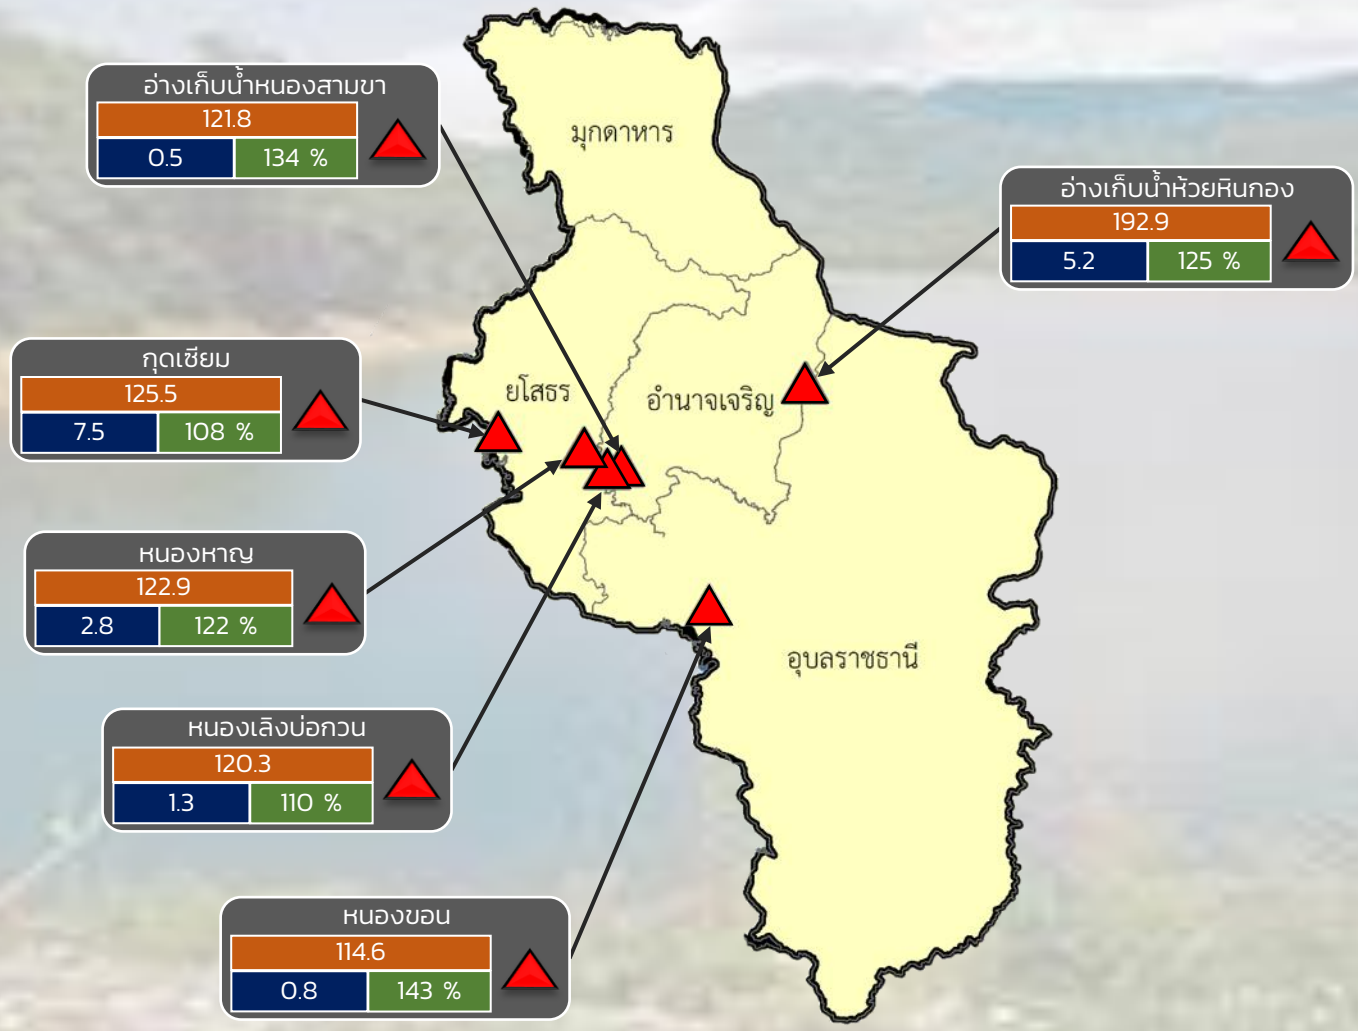 อ่างเก็บน้ำหนองสามขา
121.8
0.5 134 %
มุกดาหาร
อ่างเก็บน้ำห้วยหินกอง
192.9
5.2 125 %
กุดเซียม
125.5
7.5 108 %
ยโสธร
อำนาจเจริญ
หนองหาญ
122.9
2.8 122 %
อุบลราชธานี
หนองเลิงบ่อกวน
120.3
1.3 110 %
หนองขอน
114.6
0.8 143 %